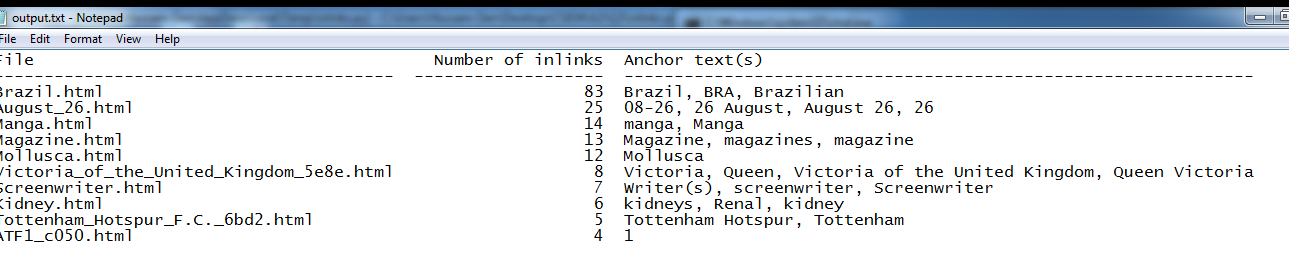 output.txt - Notepad
File Edit Format View Help
File Number of inlinks Anchor text(s)
---------------------------------------- ------------------- ----------------------------------------------------------------
Brazil.html 83 Brazil, BRA, Brazilian
August_26.html 25 08-26, 26 August, August 26, 26
Manga.html 14 manga, Manga
Magazine.html 13 Magazine, magazines, magazine
Mollusca.html 12 Mollusca
Victoria_of_the_United_Kingdom_5e8e.html 8 Victoria, Queen, Victoria of the United Kingdom, Queen Victoria
Screenwriter.html 7 Writer(s), screenwriter, Screenwriter
Kidney.html 6 kidneys, Renal, kidney
Tottenham_Hotspur_F.C._6bd2.html 5 Tottenham Hotspur, Tottenham
ATF1_c050.html 4 1